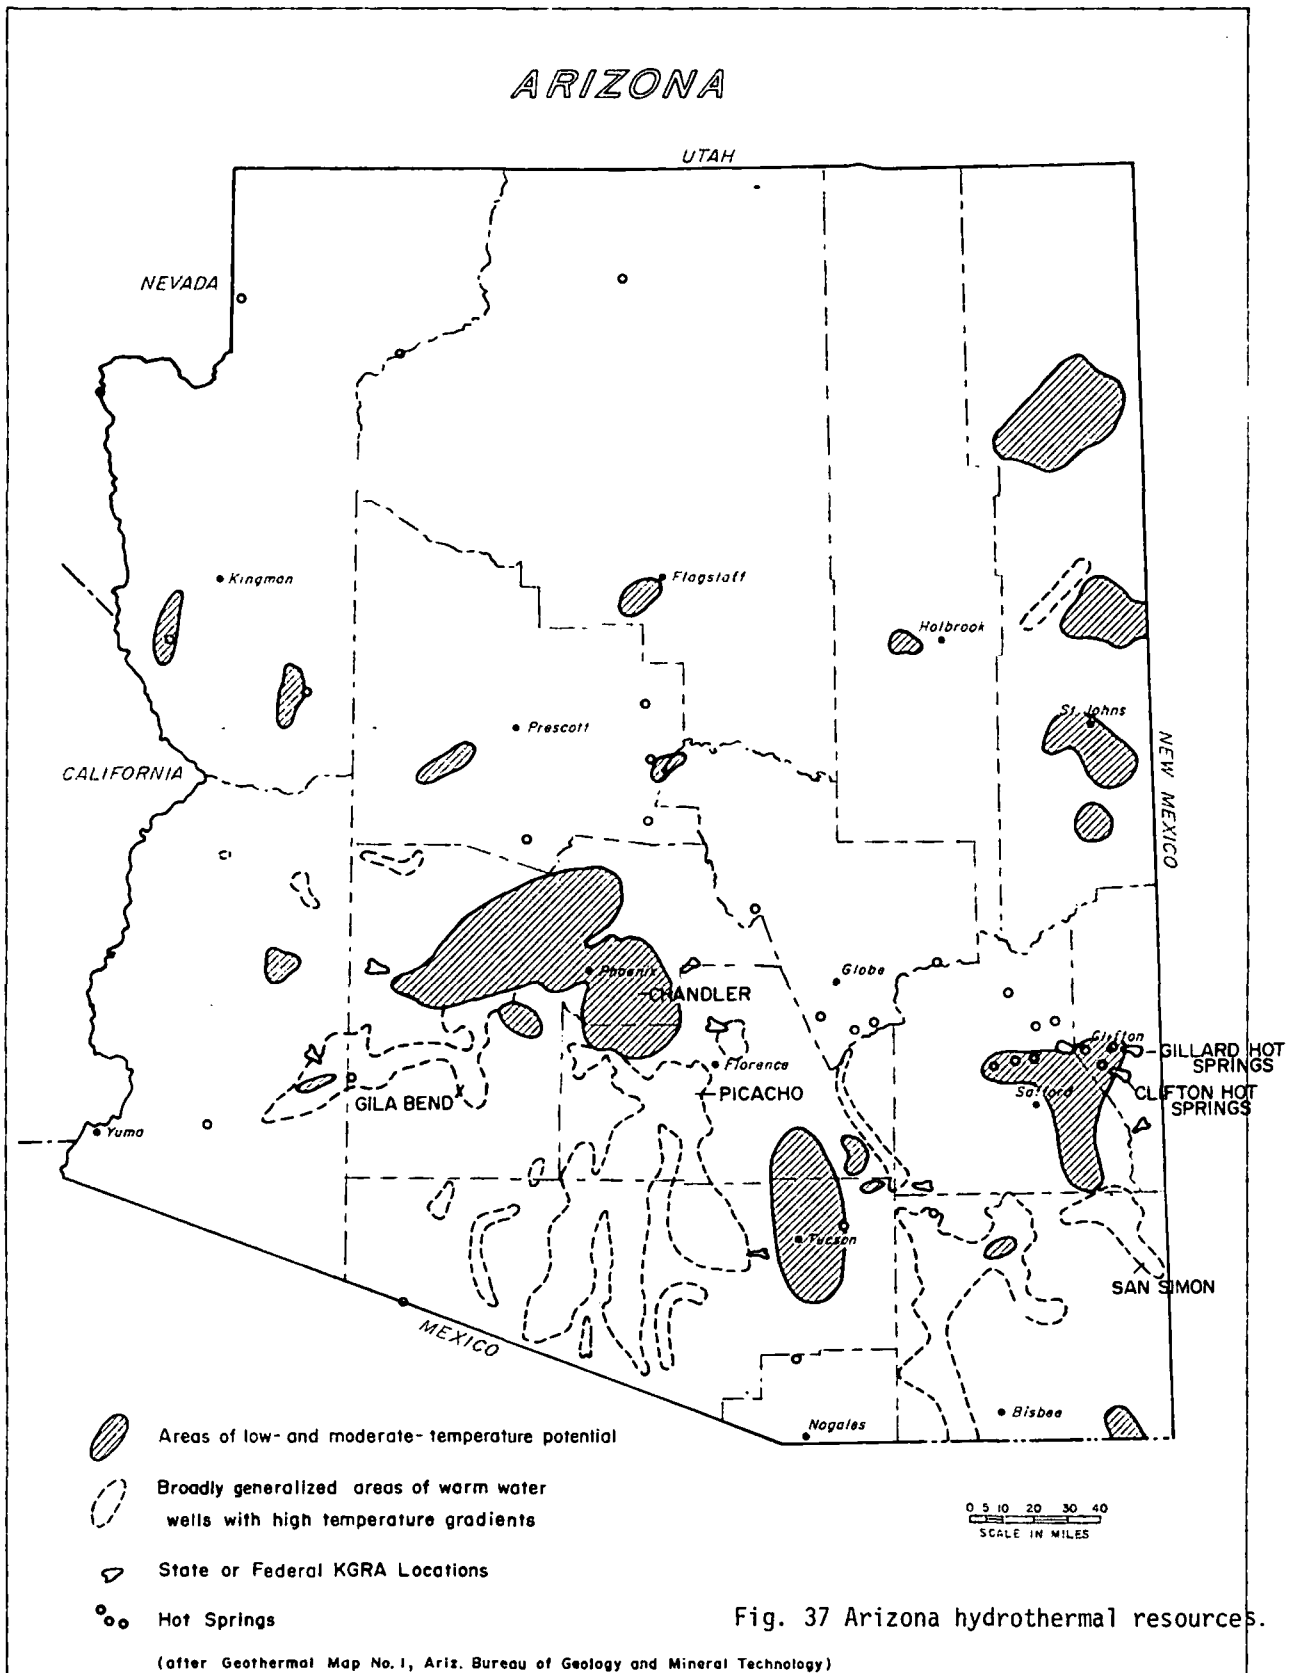 ARIZONA
UTAH
NEVADA
Kingman
Flagstaff
Holbrook
St. Johns
Prescott
CALIFORNIA
NEW MEXICO
Phoenix
Globe
CHANDLER
Clifton
GILLARD HOT
SPRINGS
Florence
PICACHO
Safford
CLIFTON HOT
SPRINGS
GILA BEND
Yuma
Tucson
SAN SIMON
MEXICO
Nogales
Bisbee
Areas of low- and moderate- temperature potential
Broadly generalized areas of warm water
wells with high temperature gradients
State or Federal KGRA Locations
Hot Springs
0 5 10 20 30 40
SCALE IN MILES
Fig. 37 Arizona hydrothermal resources.
(after Geothermal Map No. 1, Ariz. Bureau of Geology and Mineral Technology)